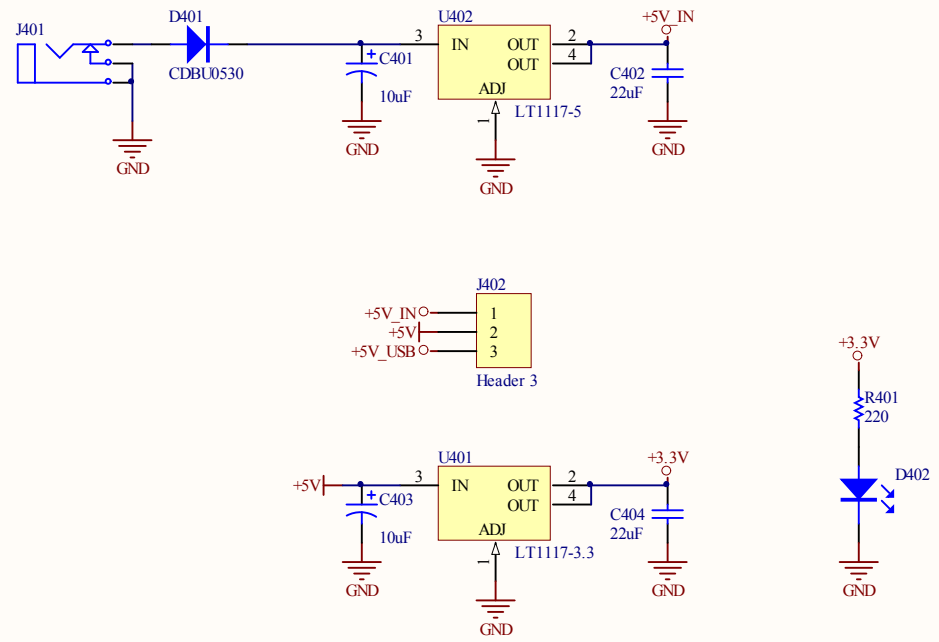 J401
D401
CDBU0530
GND
C401
10uF
GND
U402
3
IN
OUT
2
OUT
4
ADJ
1
LT1117-5
GND
+5V_IN
C402
22uF
GND
J402
+5V_IN
1
+5V
2
+5V_USB
3
Header 3
+5V
C403
10uF
GND
U401
3
IN
OUT
2
OUT
4
ADJ
1
LT1117-3.3
GND
+3.3V
C404
22uF
GND
+3.3V
R401
220
D402
GND